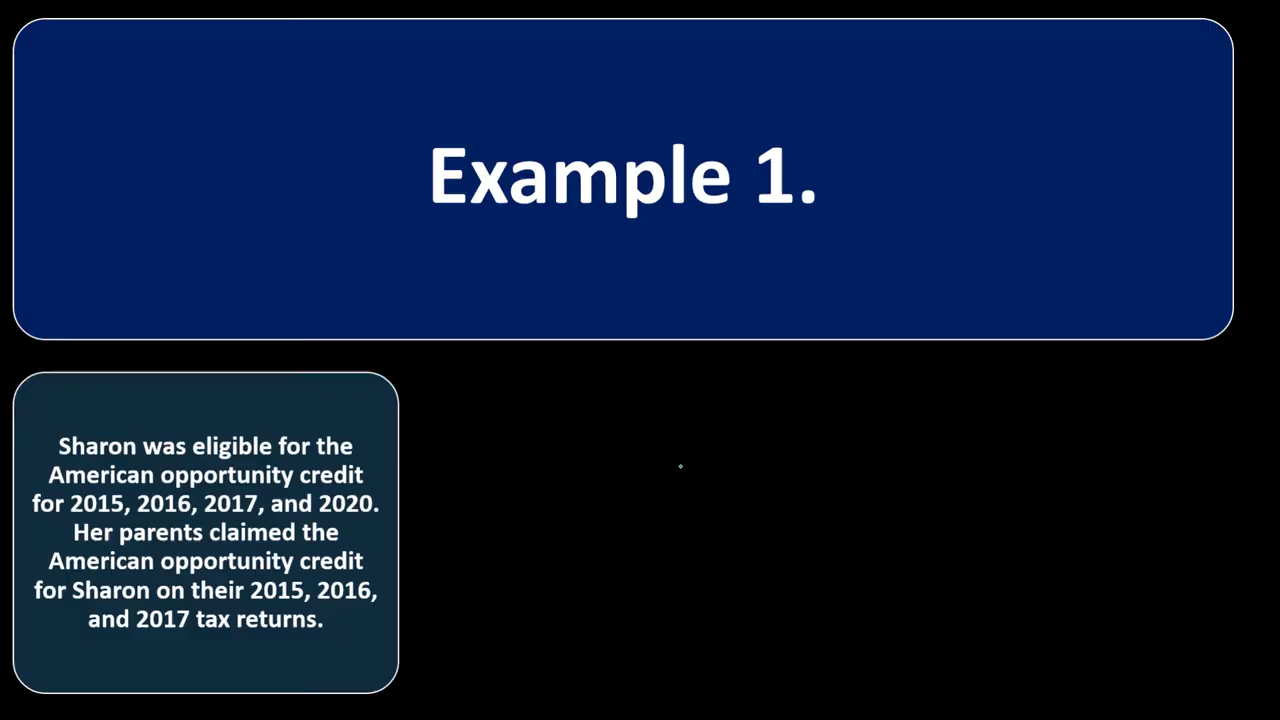 Example 1.
Sharon was eligible for the
American opportunity credit
for 2015, 2016, 2017, and 2020.
Her parents claimed the
American opportunity credit
for Sharon on their 2015, 2016,
and 2017 tax returns.